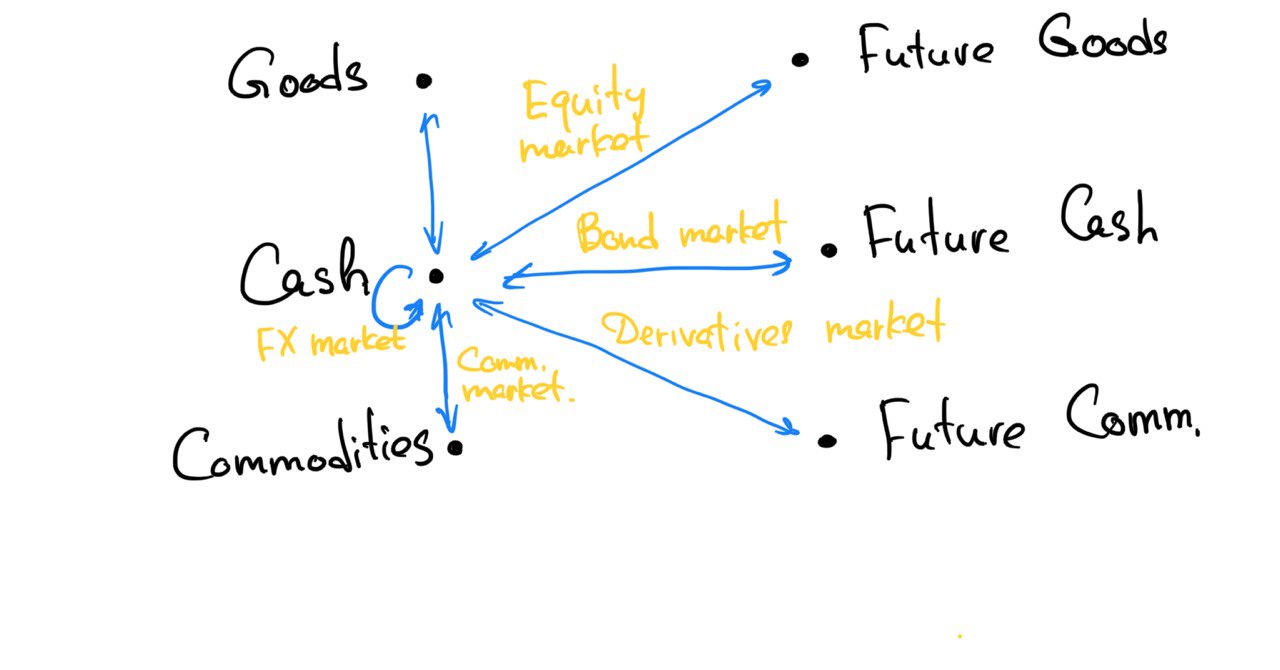 Goods
Future Goods
Equity
market
Bond market
Future Cash
Cash
FX market
Derivatives market
Comm.
market.
Commodities
Future Comm.